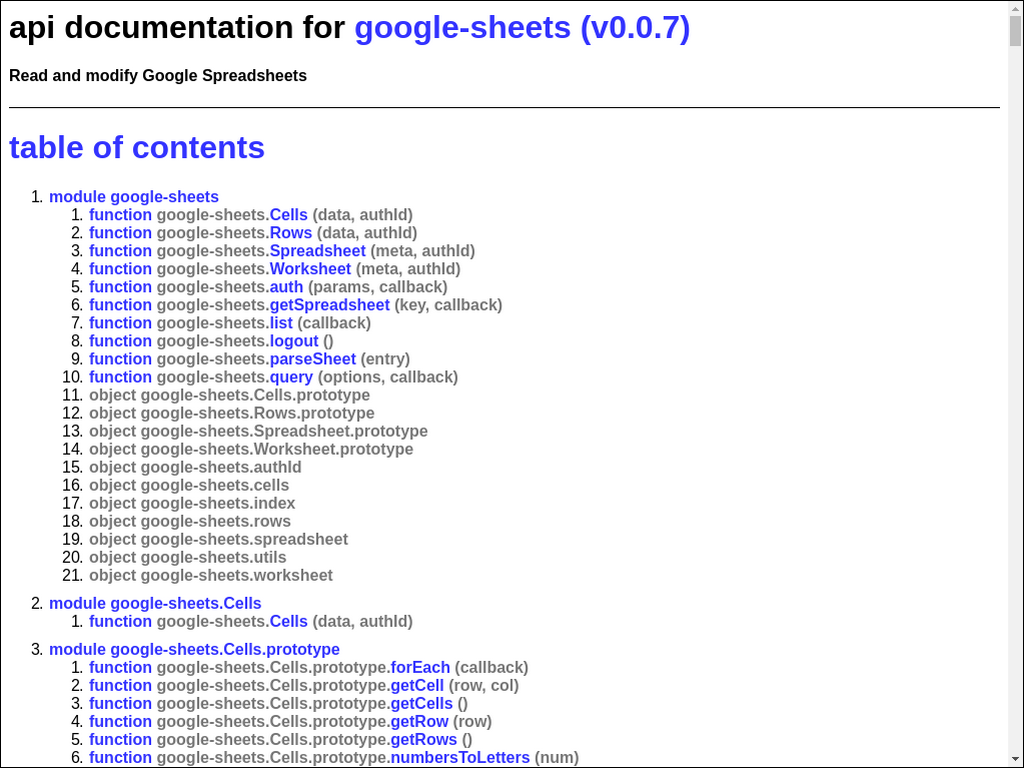 api documentation for google-sheets (v0.0.7)
Read and modify Google Spreadsheets
table of contents
1. module google-sheets
1. function google-sheets.Cells (data, authId)
2. function google-sheets.Rows (data, authId)
3. function google-sheets.Spreadsheet (meta, authId)
4. function google-sheets.Worksheet (meta, authId)
5. function google-sheets.auth (params, callback)
6. function google-sheets.getSpreadsheet (key, callback)
7. function google-sheets.list (callback)
8. function google-sheets.logout ()
9. function google-sheets.parseSheet (entry)
10. function google-sheets.query (options, callback)
11. object google-sheets.Cells.prototype
12. object google-sheets.Rows.prototype
13. object google-sheets.Spreadsheet.prototype
14. object google-sheets.Worksheet.prototype
15. object google-sheets.authId
16. object google-sheets.cells
17. object google-sheets.index
18. object google-sheets.rows
19. object google-sheets.spreadsheet
20. object google-sheets.utils
21. object google-sheets.worksheet
2. module google-sheets.Cells
1. function google-sheets.Cells (data, authId)
3. module google-sheets.Cells.prototype
1. function google-sheets.Cells.prototype.forEach (callback)
2. function google-sheets.Cells.prototype.getCell (row, col)
3. function google-sheets.Cells.prototype.getCells ()
4. function google-sheets.Cells.prototype.getRow (row)
5. function google-sheets.Cells.prototype.getRows ()
6. function google-sheets.Cells.prototype.numbersToLetters (num)